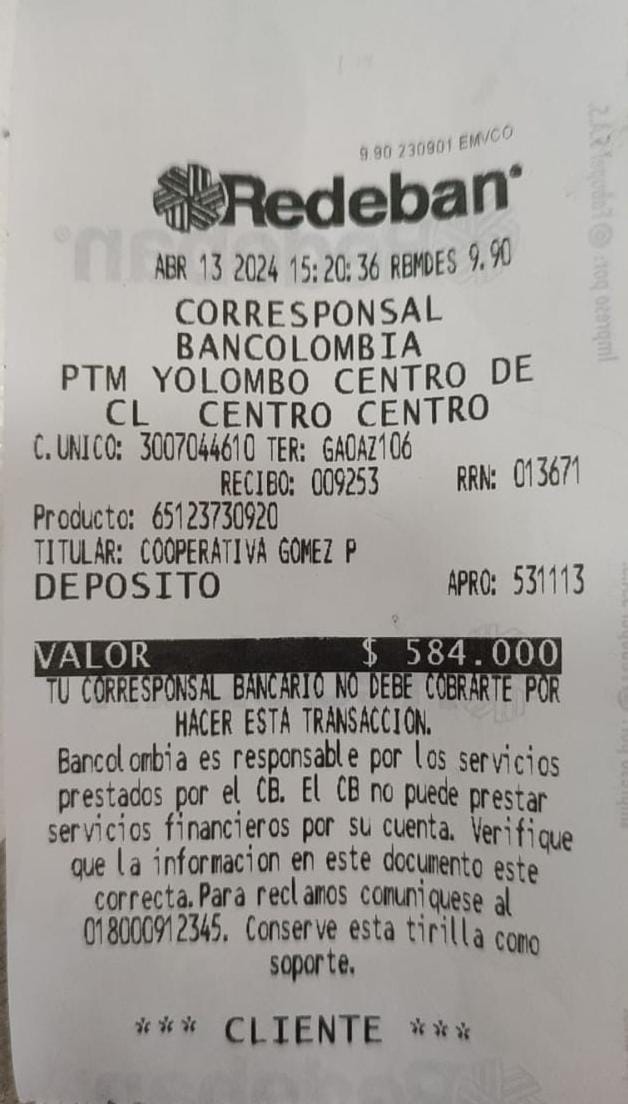 9.90 230901 EMVCO
Redeban
ABR 13 2024 15:20:36 RBMDES 9.90
CORRESPONSAL
BANCOLOMBIA
PTM YOLOMBO CENTRO DE
CL CENTRO CENTRO
C.UNICO: 3007044610 TER: GAOAZ106
RECIBO: 009253 RRN: 013671
Producto: 65123730920
TITULAR: COOPERATIVA GOMEZ P
DEPOSITO APRO: 531113
VALOR $ 584.000
TU CORRESPONSAL BANCARIO NO DEBE COBRARTE POR
HACER ESTA TRANSACCION.
Bancolombia es responsable por los servicios
prestados por el CB. El CB no puede prestar
servicios financieros por su cuenta. Verifique
que la informacion en este documento este
correcta.Para reclamos comuniquese al
018000912345. Conserve esta tirilla como
soporte.
*** CLIENTE ***